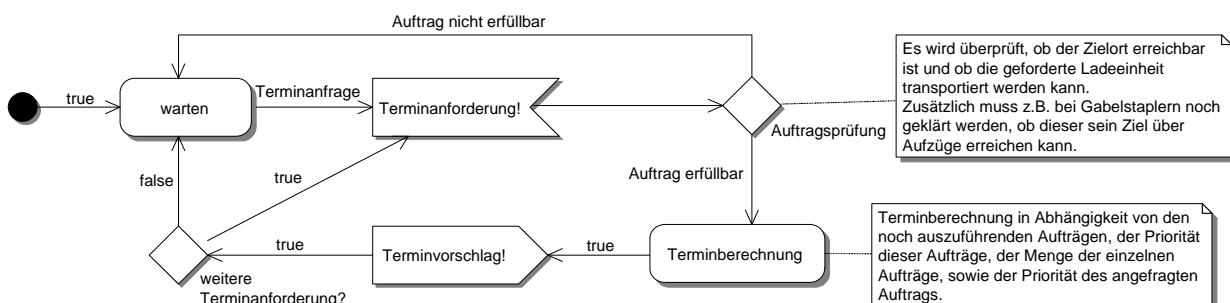 Auftrag nicht erfüllbar
Es wird überprüft, ob der Zielort erreichbar
ist und ob die geforderte Ladeeinheit
transportiert werden kann.
Zusätzlich muss z.B. bei Gabelstaplern noch
geklärt werden, ob dieser sein Ziel über
Aufzüge erreichen kann.
true
warten
Terminanfrage
Terminanforderung!
Auftragsprüfung
false
true
Auftrag erfüllbar
weitere
Terminanforderung?
true
Terminvorschlag!
true
Terminberechnung
Terminberechnung in Abhängigkeit von den
noch auszuführenden Aufträgen, der Priorität
dieser Aufträge, der Menge der einzelnen
Aufträge, sowie der Priorität des angefragten
Auftrags.